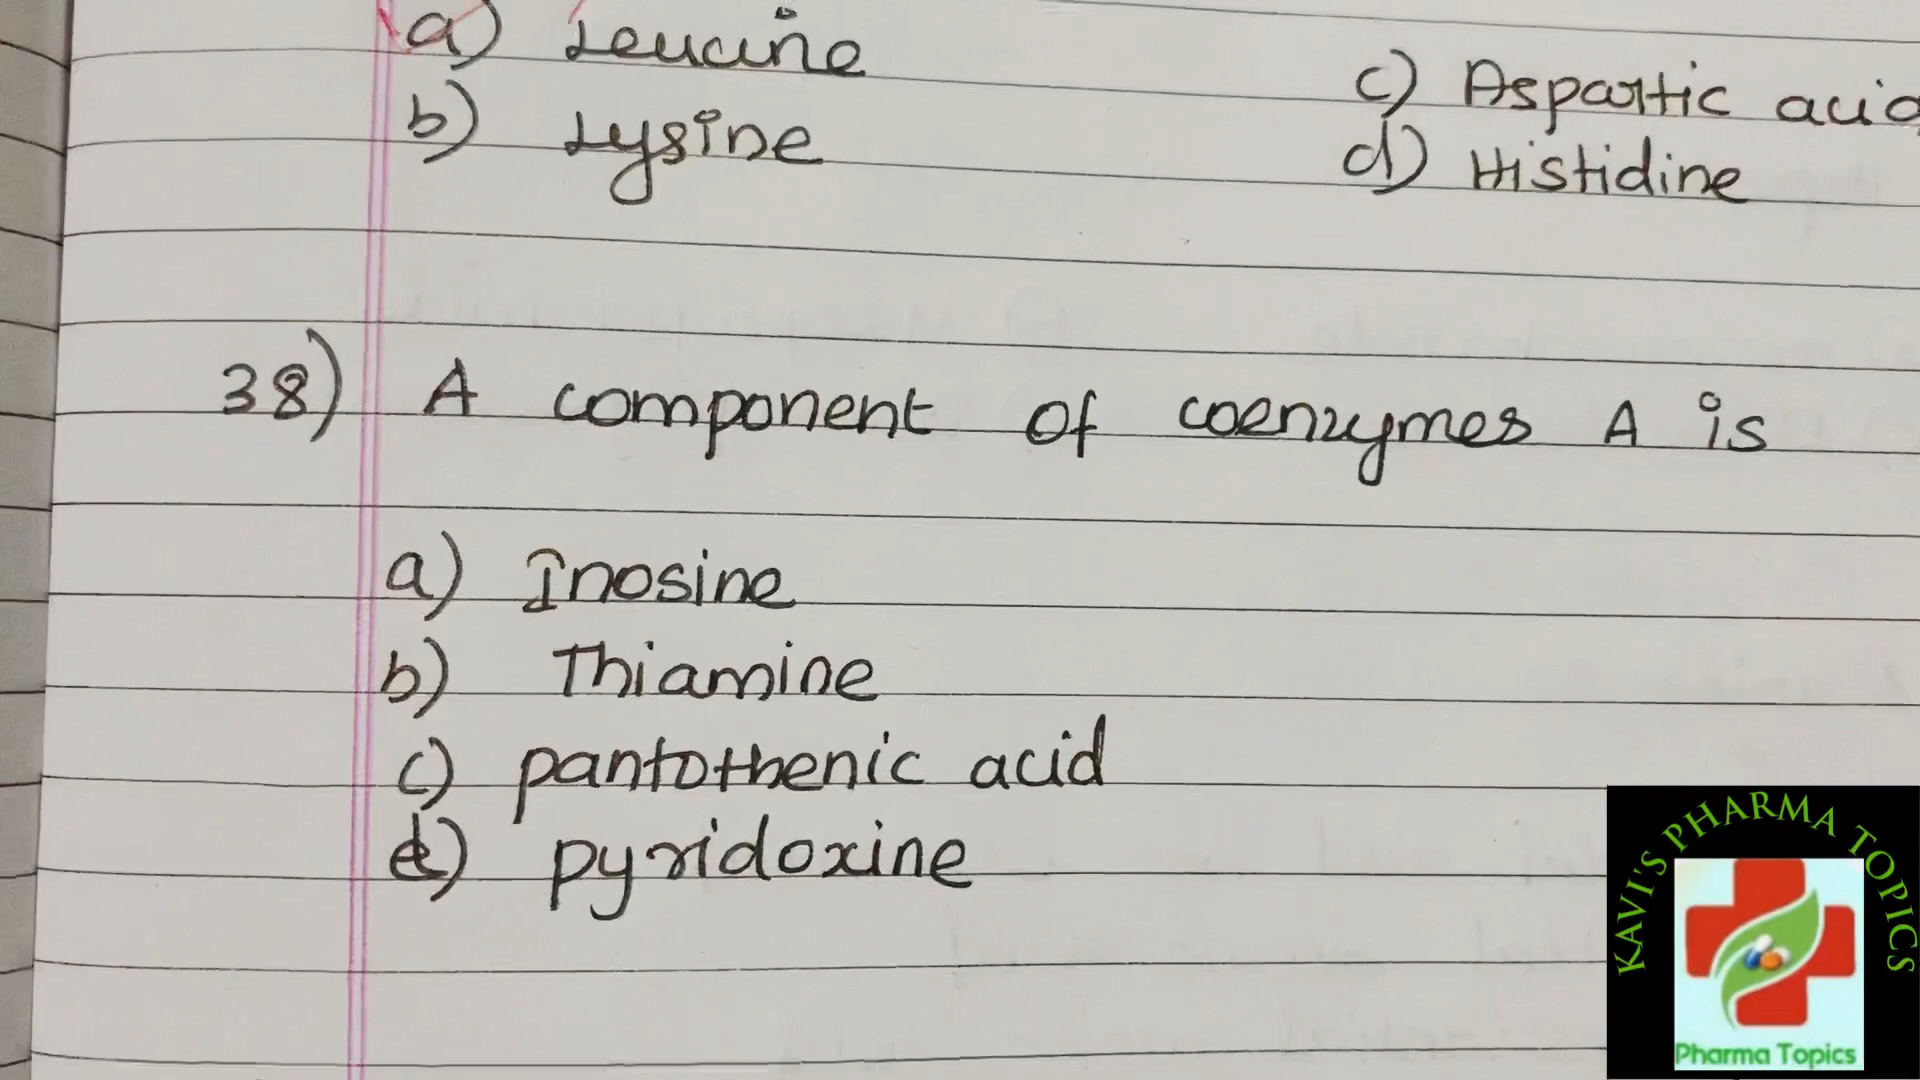 a) Leucine
b) Lysine
c) Aspartic acid
d) Histidine
38) A component of coenzymes A is
a) Inosine
b) Thiamine
c) pantothenic acid
d) pyridoxine
KAVI'S PHARMA TOPICS
Pharma Topics